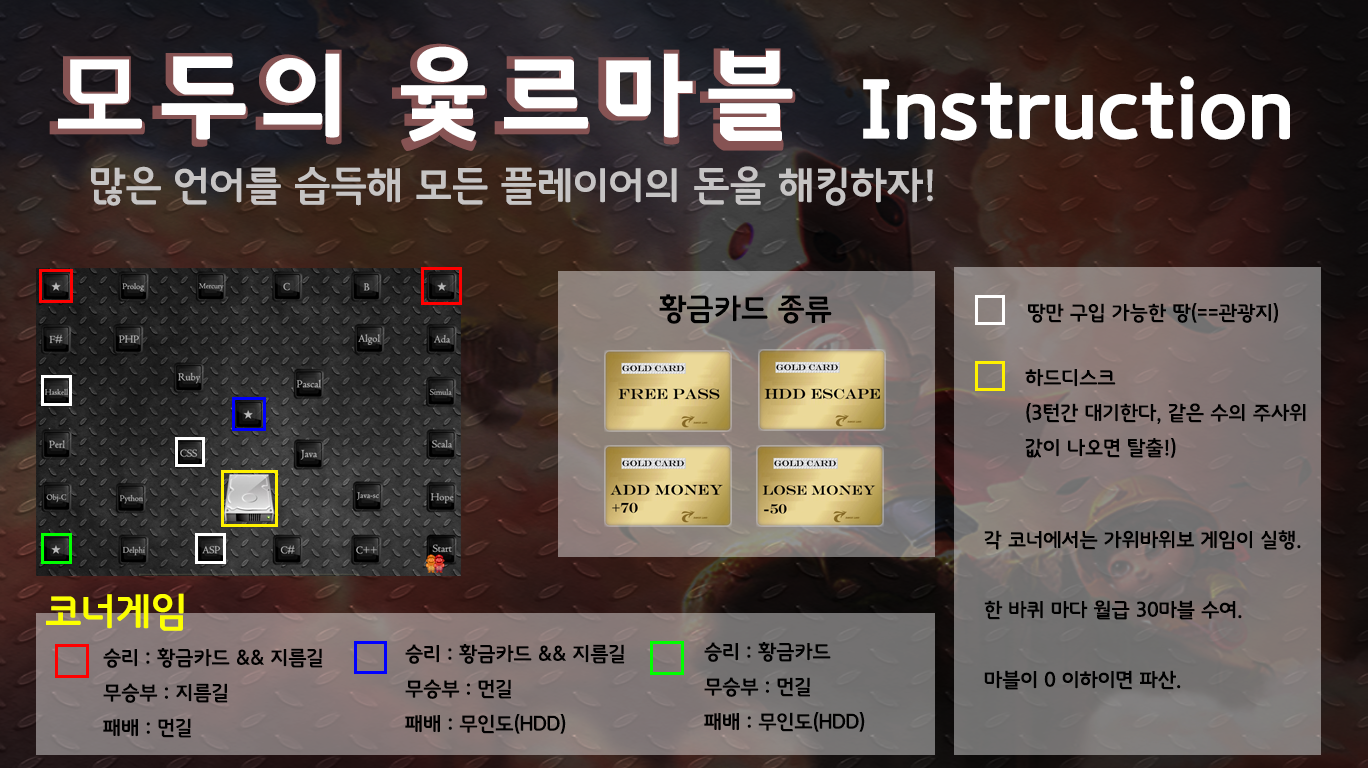 모두의 윷르마블 Instruction
많은 언어를 습득해 모든 플레이어의 돈을 해킹하자!
Prolog
Mercury
C
B
F#
PHP
Algol
Ada
Ruby
Pascal
Haskell
Simula
Perl
CSS
Java
Scala
Obj-C
Python
Java-sc
Hope
Delphi
ASP
C#
C++
Start
황금카드 종류
GOLD CARD
FREE PASS
GOLD CARD
HDD ESCAPE
GOLD CARD
ADD MONEY
+70
GOLD CARD
LOSE MONEY
-50
땅만 구입 가능한 땅(==관광지)
하드디스크
(3턴간 대기한다, 같은 수의 주사위
값이 나오면 탈출!)
각 코너에서는 가위바위보 게임이 실행.
한 바퀴 마다 월급 30마블 수여.
마블이 0 이하이면 파산.
코너게임
승리 : 황금카드 && 지름길
무승부 : 지름길
패배 : 먼길
승리 : 황금카드 && 지름길
무승부 : 먼길
패배 : 무인도(HDD)
승리 : 황금카드
무승부 : 먼길
패배 : 무인도(HDD)